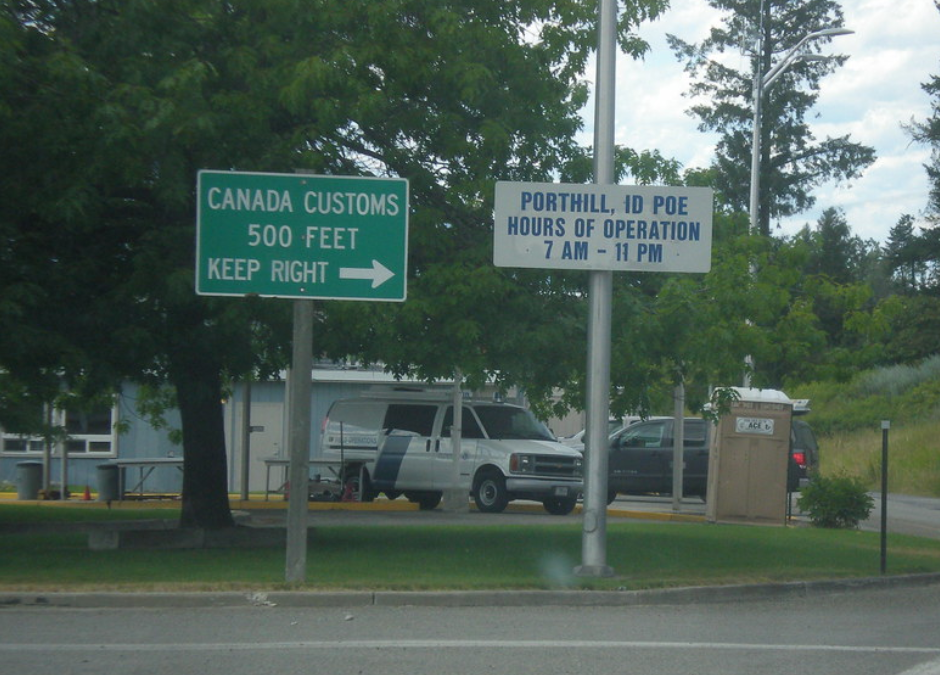 CANADA CUSTOMS
500 FEET
KEEP RIGHT
PORTHILL, ID POE
HOURS OF OPERATION
7 AM - 11 PM
ACE